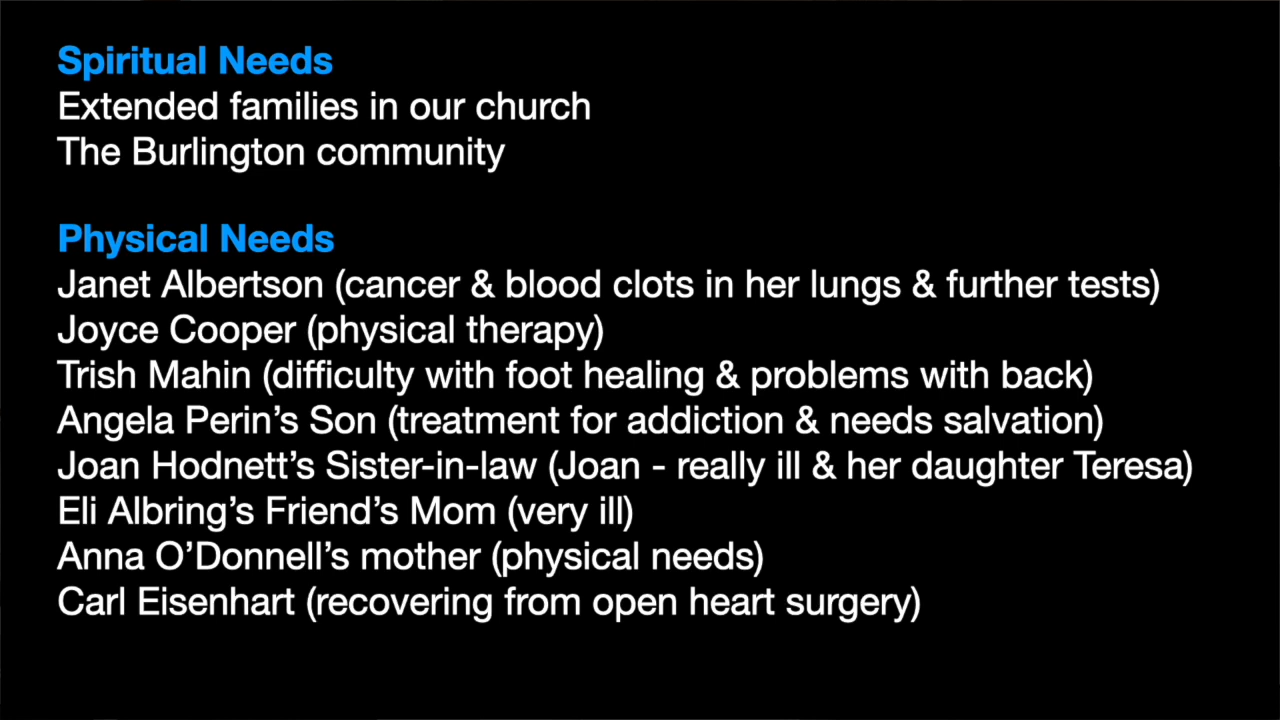 Spiritual Needs
Extended families in our church
The Burlington community
Physical Needs
Janet Albertson (cancer & blood clots in her lungs & further tests)
Joyce Cooper (physical therapy)
Trish Mahin (difficulty with foot healing & problems with back)
Angela Perin’s Son (treatment for addiction & needs salvation)
Joan Hodnett’s Sister-in-law (Joan - really ill & her daughter Teresa)
Eli Albring’s Friend’s Mom (very ill)
Anna O’Donnell’s mother (physical needs)
Carl Eisenhart (recovering from open heart surgery)